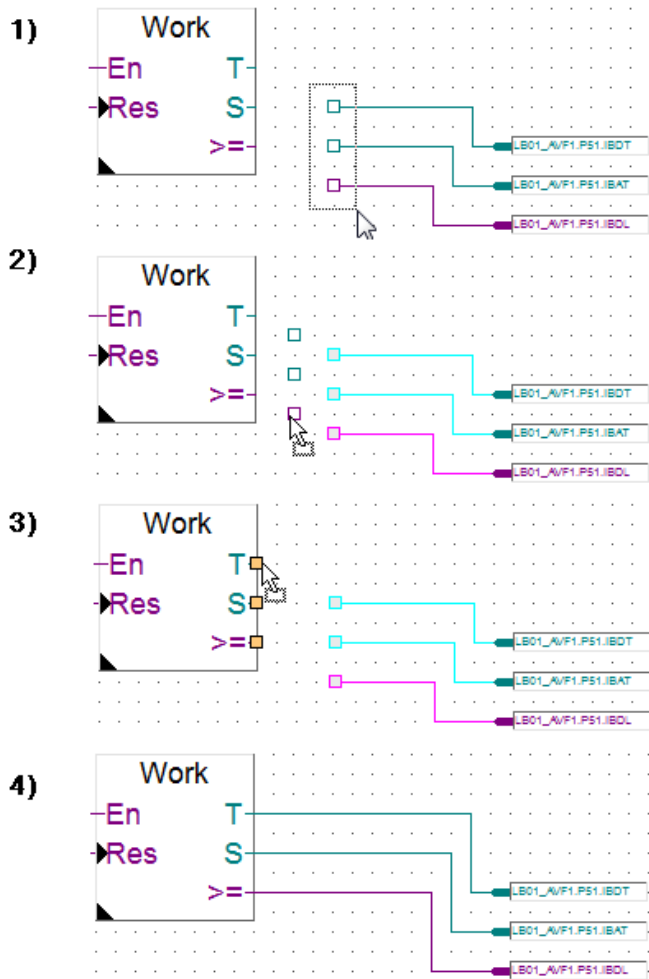 1)
Work
En T
Res S
>=
LB01_AVF1.P51.IBDT
LB01_AVF1.P51.IBAT
LB01_AVF1.P51.IBDL
2)
Work
En T
Res S
>=
LB01_AVF1.P51.IBDT
LB01_AVF1.P51.IBAT
LB01_AVF1.P51.IBDL
3)
Work
En T
Res S
>=
LB01_AVF1.P51.IBDT
LB01_AVF1.P51.IBAT
LB01_AVF1.P51.IBDL
4)
Work
En T
Res S
>=
LB01_AVF1.P51.IBDT
LB01_AVF1.P51.IBAT
LB01_AVF1.P51.IBDL